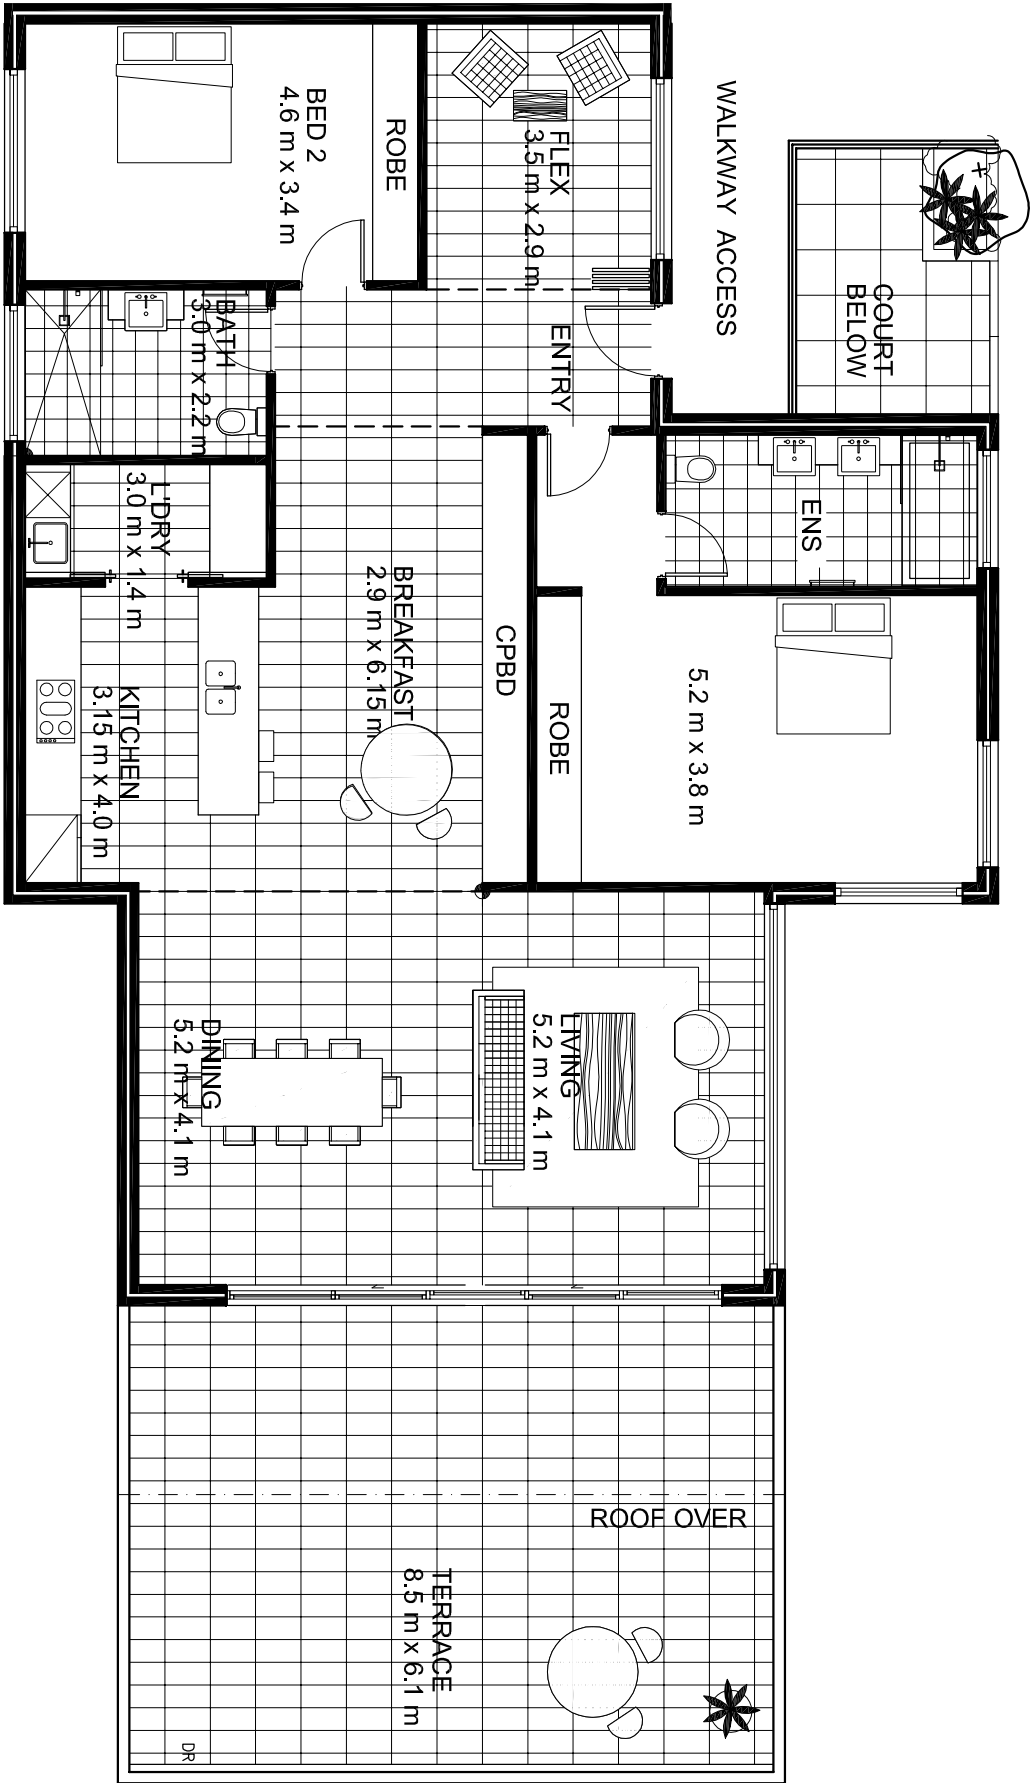 WALKWAY ACCESS
COURT
BELOW
FLEX
3.5 m x 2.9 m
ROBE
BED 2
4.6 m x 3.4 m
BATH
3.0 m x 2.2 m
ENTRY
ENS
L'DRY
3.0 m x 1.4 m
BREAKFAST
2.9 m x 6.15 m
CPBD
ROBE
5.2 m x 3.8 m
KITCHEN
3.15 m x 4.0 m
LIVING
5.2 m x 4.1 m
DINING
5.2 m x 4.1 m
ROOF OVER
TERRACE
8.5 m x 6.1 m
DR